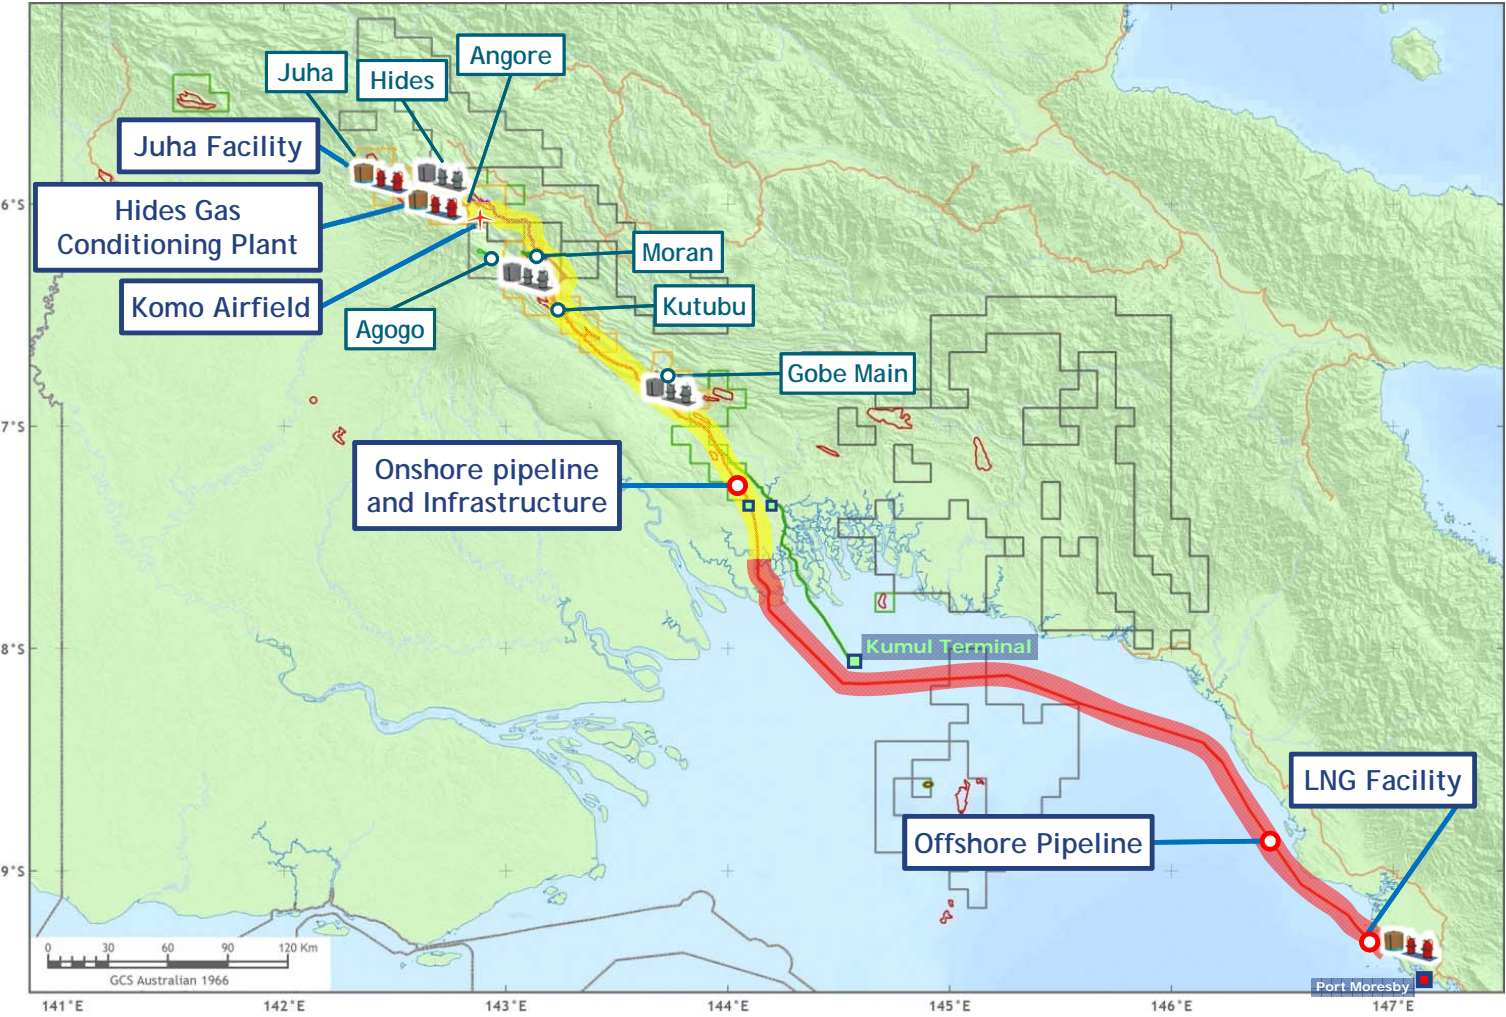 Angore
Juha
Hides
Juha Facility
6°S
Hides Gas
Conditioning Plant
Moran
Komo Airfield
Kutubu
Agogo
Gobe Main
7°S
Onshore pipeline
and Infrastructure
8°S
Kumul Terminal
LNG Facility
Offshore Pipeline
9°S
0 30 60 90 120 Km
GCS Australian 1966
Port Moresby
141°E 142°E 143°E 144°E 145°E 146°E 147°E